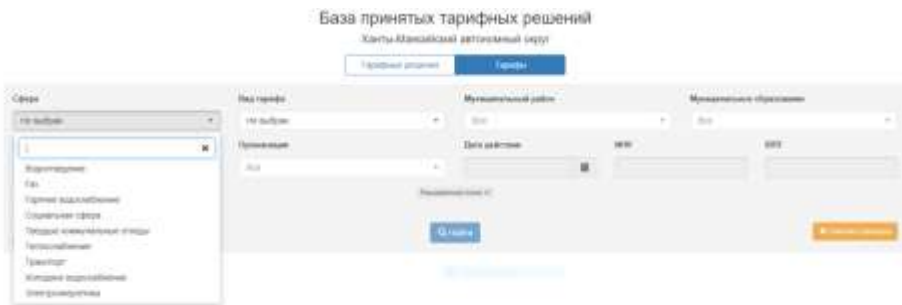 База принятых тарифных решений
Ханты-Мансийский автономный округ
Тарифные решения
Тарифы
Сфера
Вид тарифа
Муниципальный район
Муниципальное образование
Не выбран
Не выбран
Все
Все
Организация
Дата действия
ИНН
КПП
Все
Водоотведение
Газ
Горячее водоснабжение
Социальная сфера
Твердые коммунальные отходы
Теплоснабжение
Транспорт
Холодное водоснабжение
Электроэнергетика
Найти